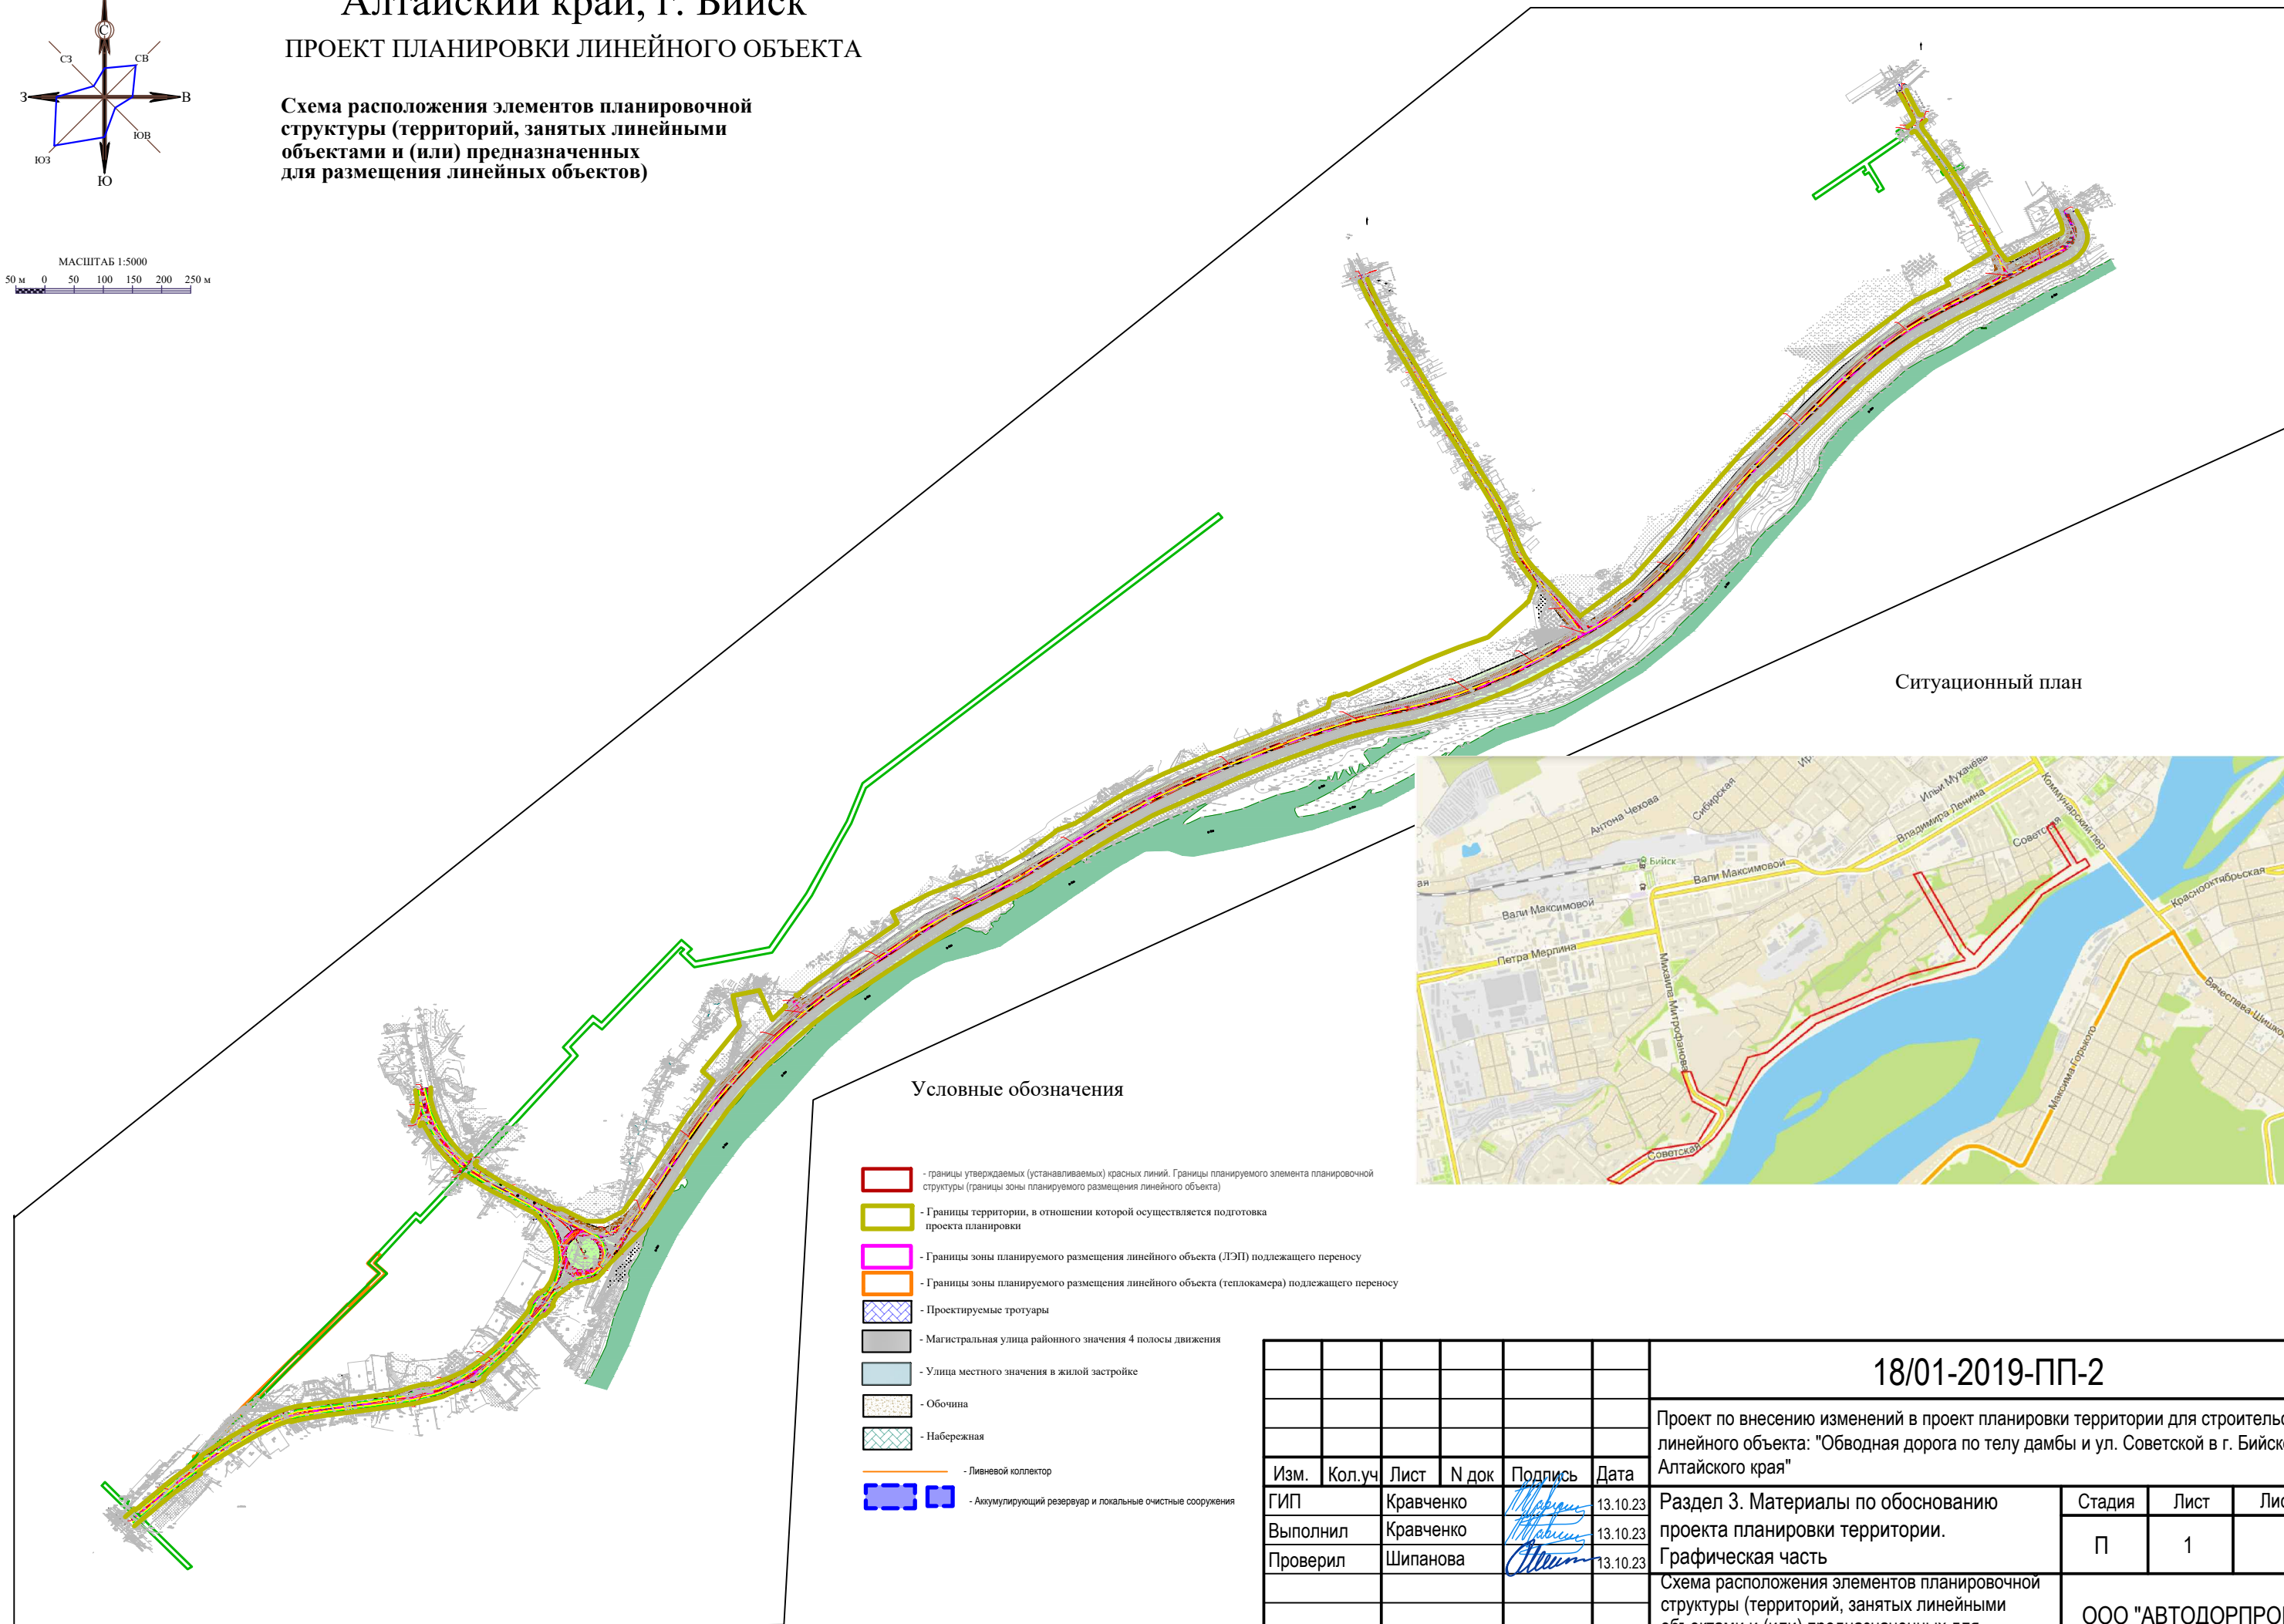 Алтайский край, г. Бийск
ПРОЕКТ ПЛАНИРОВКИ ЛИНЕЙНОГО ОБЪЕКТА
Схема расположения элементов планировочной
структуры (территорий, занятых линейными
объектами и (или) предназначенных
для размещения линейных объектов)
С
СЗ
СВ
З
В
ЮЗ
ЮВ
Ю
МАСШТАБ 1:5000
50 м 0 50 100 150 200 250 м
Ситуационный план
Антона Чехова
Сибирская
Ильи Мухачёва
Владимира Ленина
Коммунарский пер
Советская
Бийск
Вали Максимовой
Вали Максимовой
Петра Мерлина
Михаила Митрофанова
Краснооктябрьская
Вячеслава Шишко
Максима Горького
Советская
Условные обозначения
- границы утверждаемых (устанавливаемых) красных линий. Границы планируемого элемента планировочной
структуры (границы зоны планируемого размещения линейного объекта)
- Границы территории, в отношении которой осуществляется подготовка
проекта планировки
- Границы зоны планируемого размещения линейного объекта (ЛЭП) подлежащего переносу
- Границы зоны планируемого размещения линейного объекта (теплокамера) подлежащего переносу
- Проектируемые тротуары
- Магистральная улица районного значения 4 полосы движения
- Улица местного значения в жилой застройке
- Обочина
- Набережная
- Ливневой коллектор
- Аккумулирующий резервуар и локальные очистные сооружения
18/01-2019-ПП-2
Проект по внесению изменений в проект планировки территории для строительс
линейного объекта: "Обводная дорога по телу дамбы и ул. Советской в г. Бийск
Алтайского края"
Изм. Кол.уч Лист N док Подпись Дата
ГИП Кравченко 13.10.23
Выполнил Кравченко 13.10.23
Проверил Шипанова 13.10.23
Раздел 3. Материалы по обоснованию
проекта планировки территории.
Графическая часть
Стадия Лист Лис
П 1
Схема расположения элементов планировочной
структуры (территорий, занятых линейными
объектами и (или) предназначенных для
ООО "АВТОДОРПРОЕ